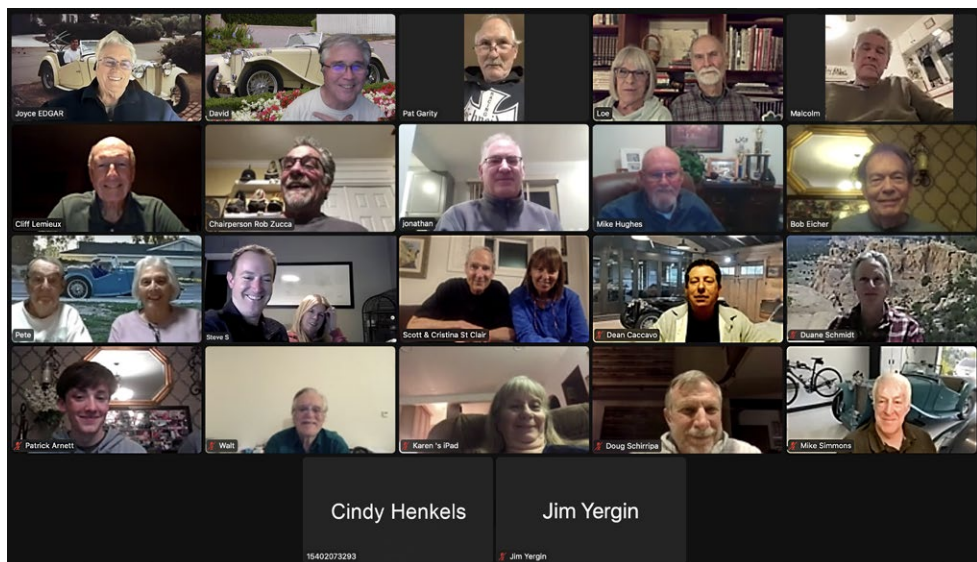 Joyce EDGAR
David
Pat Garity
Loe
Malcolm
Cliff Lemieux
Chairperson Rob Zucca
jonathan
Mike Hughes
Bob Eicher
Pete
Steve S
Scott & Cristina St Clair
Dean Caccavo
Duane Schmidt
Patrick Arnett
Walt
Karen 's iPad
Doug Schirripa
Mike Simmons
Cindy Henkels
15402073293
Jim Yergin
Jim Yergin